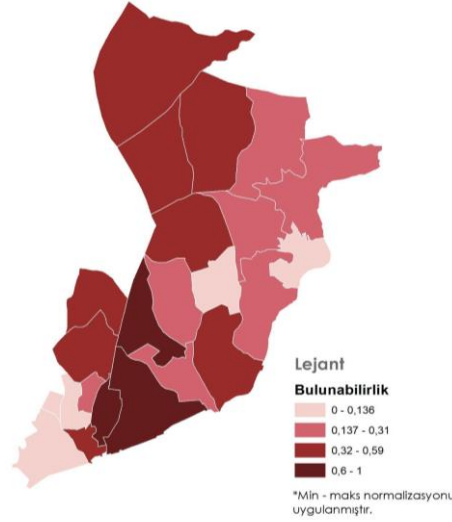 Lejant
Bulunabilirlik
0 - 0,136
0,137 - 0,31
0,32 - 0,59
0,6 - 1
*Min - maks normalizasyonu
uygulanmıştır.